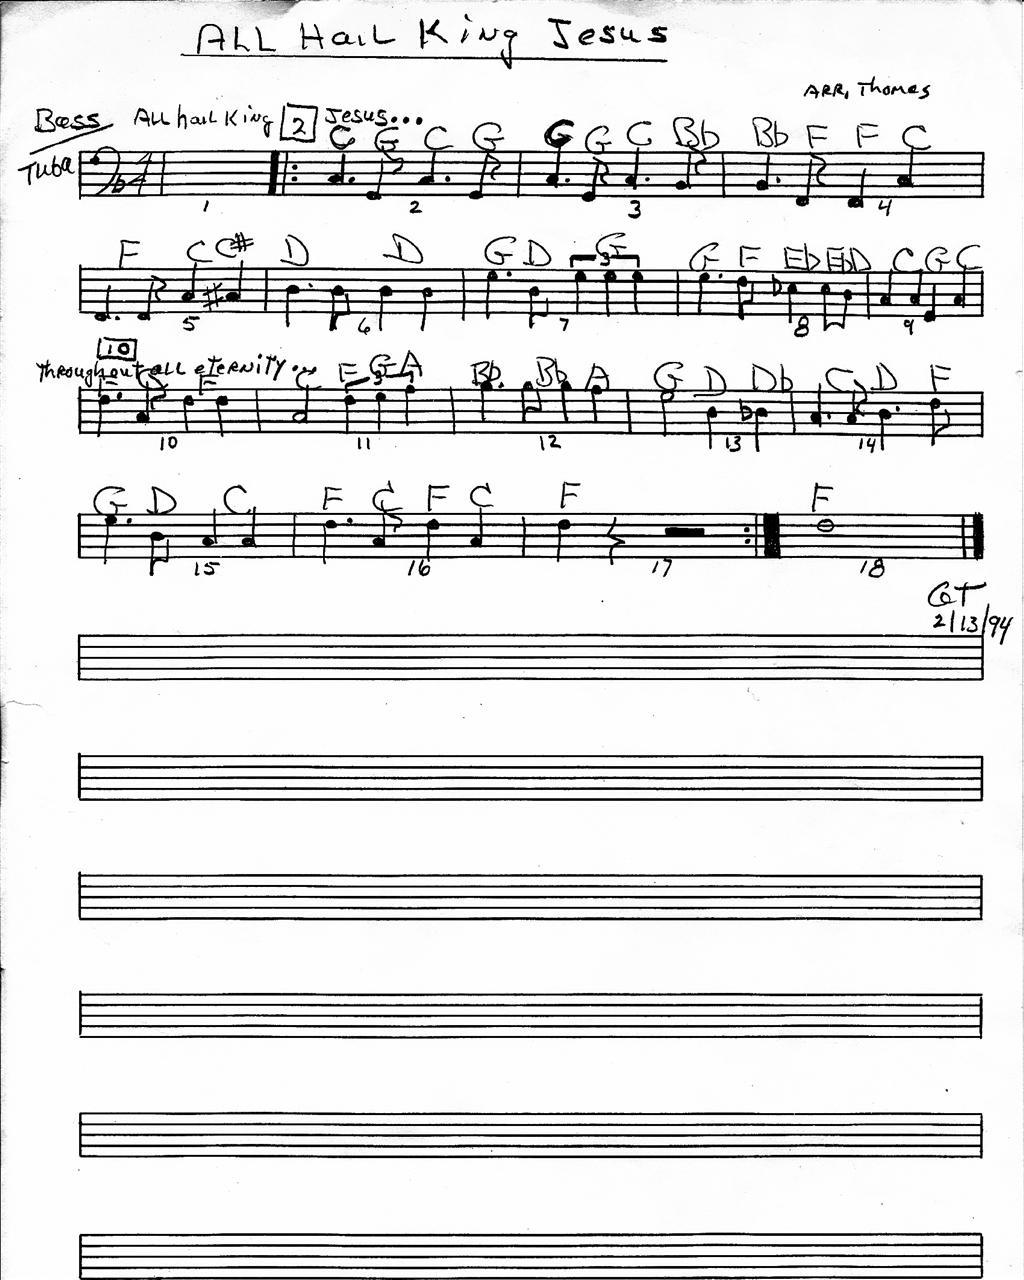 ALL HaiL King Jesus
ARR, Thomas
Bass All hail King 2 Jesus...
Tuba
C G C G G G C Bb Bb F F C
1 2 3 4
F C C# D D G D G G F Eb Eb D C G C
3
5 6 7 8 9
10
Throughout all eternity...
F C F C F G A Bb Bb A G D Db C D F
3
10 11 12 13 14
G D C F C F C F F
15 16 17 18
GT
2/13/94